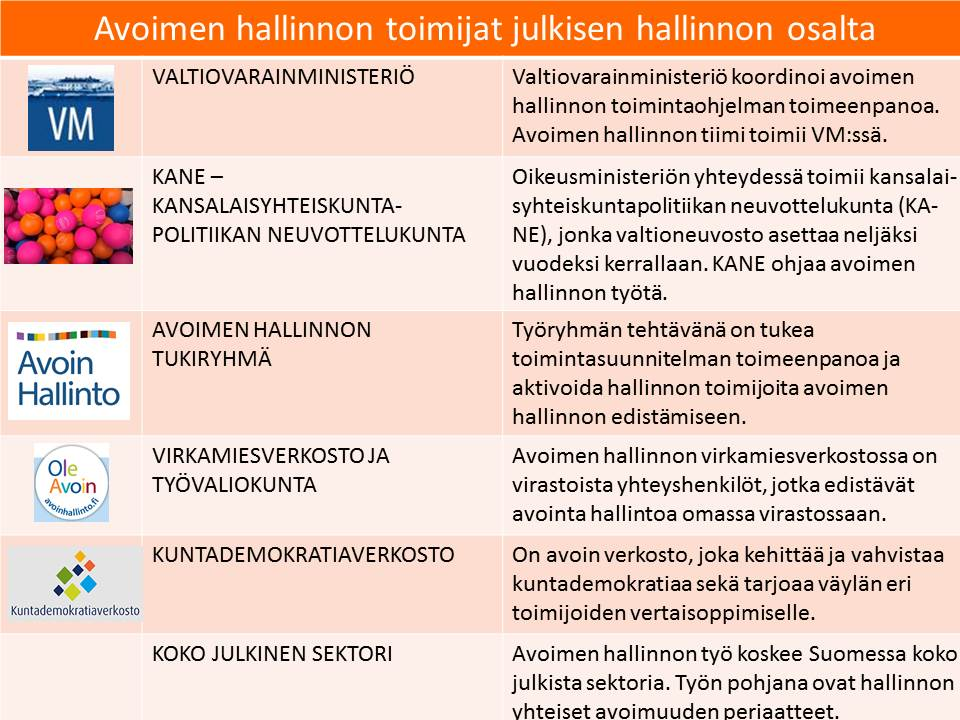 Avoimen hallinnon toimijat julkisen hallinnon osalta
VM
VALTIOVARAINMINISTERIÖ
Valtiovarainministeriö koordinoi avoimen
hallinnon toimintaohjelman toimeenpanoa.
Avoimen hallinnon tiimi toimii VM:ssä.
KANE –
KANSALAISYHTEISKUNTA-
POLITIIKAN NEUVOTTELUKUNTA
Oikeusministeriön yhteydessä toimii kansalai-
syhteiskuntapolitiikan neuvottelukunta (KA-
NE), jonka valtioneuvosto asettaa neljäksi
vuodeksi kerrallaan. KANE ohjaa avoimen
hallinnon työtä.
Avoin
Hallinto
AVOIMEN HALLINNON
TUKIRYHMÄ
Työryhmän tehtävänä on tukea
toimintasuunnitelman toimeenpanoa ja
aktivoida hallinnon toimijoita avoimen
hallinnon edistämiseen.
Ole
Avoin
avoinhallinto.fi
VIRKAMIESVERKOSTO JA
TYÖVALIOKUNTA
Avoimen hallinnon virkamiesverkostossa on
virastoista yhteyshenkilöt, jotka edistävät
avointa hallintoa omassa virastossaan.
Kuntademokratiaverkosto
KUNTADEMOKRATIAVERKOSTO
On avoin verkosto, joka kehittää ja vahvistaa
kuntademokratiaa sekä tarjoaa väylän eri
toimijoiden vertaisoppimiselle.
KOKO JULKINEN SEKTORI
Avoimen hallinnon työ koskee Suomessa koko
julkista sektoria. Työn pohjana ovat hallinnon
yhteiset avoimuuden periaatteet.